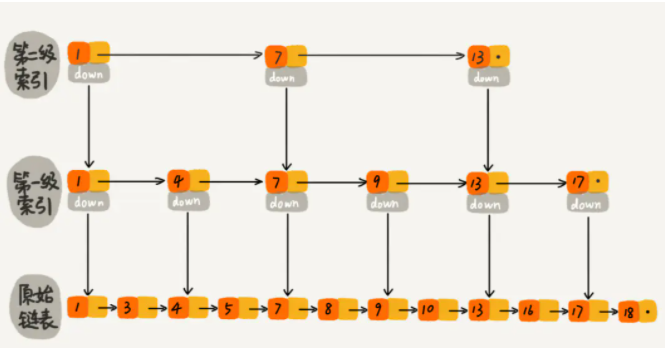 第二级
索引
1 7 13
down down down
第一级
索引
1 4 7 9 13 17
down down down down down down
原始
链表
1 3 4 5 7 8 9 10 13 16 17 18